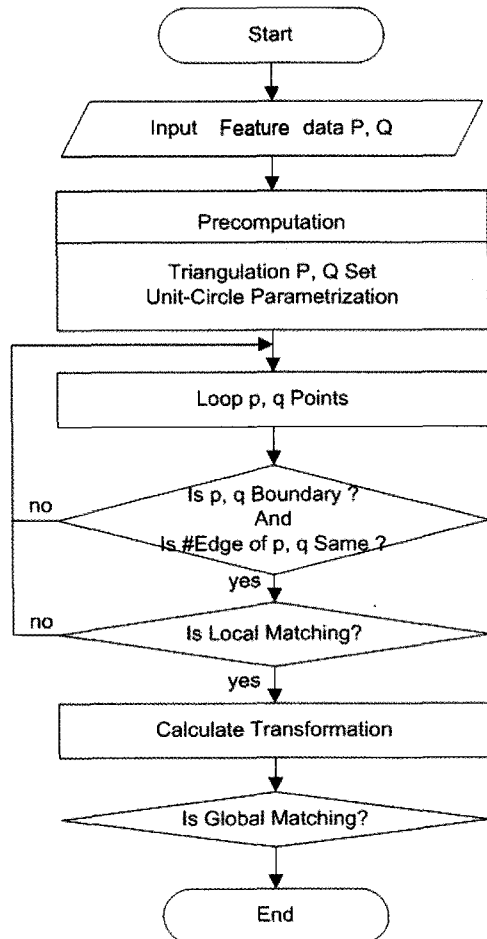 Start
Input Feature data P, Q
Precomputation
Triangulation P, Q Set
Unit-Circle Parametrization
Loop p, q Points
no
Is p, q Boundary ?
And
Is #Edge of p, q Same ?
yes
no
Is Local Matching?
yes
Calculate Transformation
Is Global Matching?
End